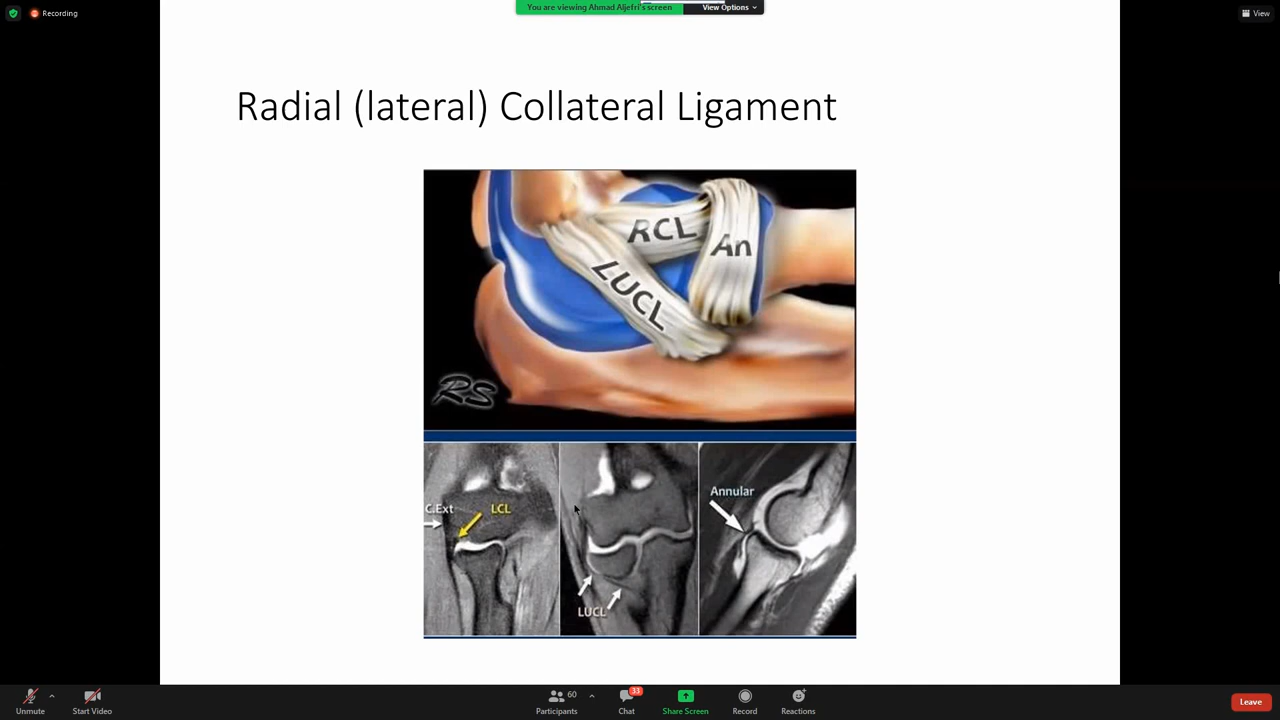 Recording
You are viewing Ahmad Aljefri's screen
View Options
View
Radial (lateral) Collateral Ligament
RCL
An
LUCL
RS
C.Ext
LCL
LUCL
Annular
Unmute
Start Video
60
Participants
33
Chat
Share Screen
Record
Reactions
Leave